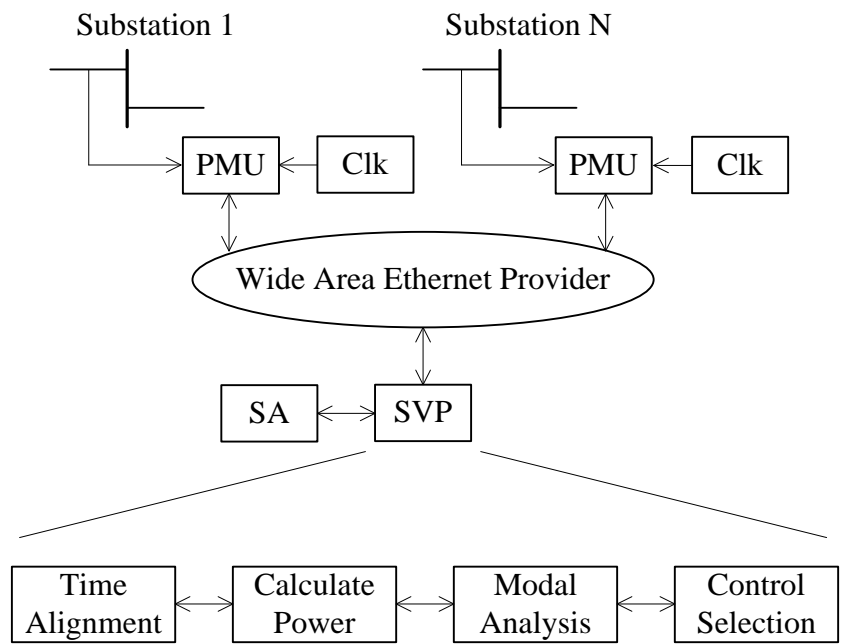 Substation 1
Substation N
PMU
Clk
PMU
Clk
Wide Area Ethernet Provider
SA
SVP
Time
Alignment
Calculate
Power
Modal
Analysis
Control
Selection